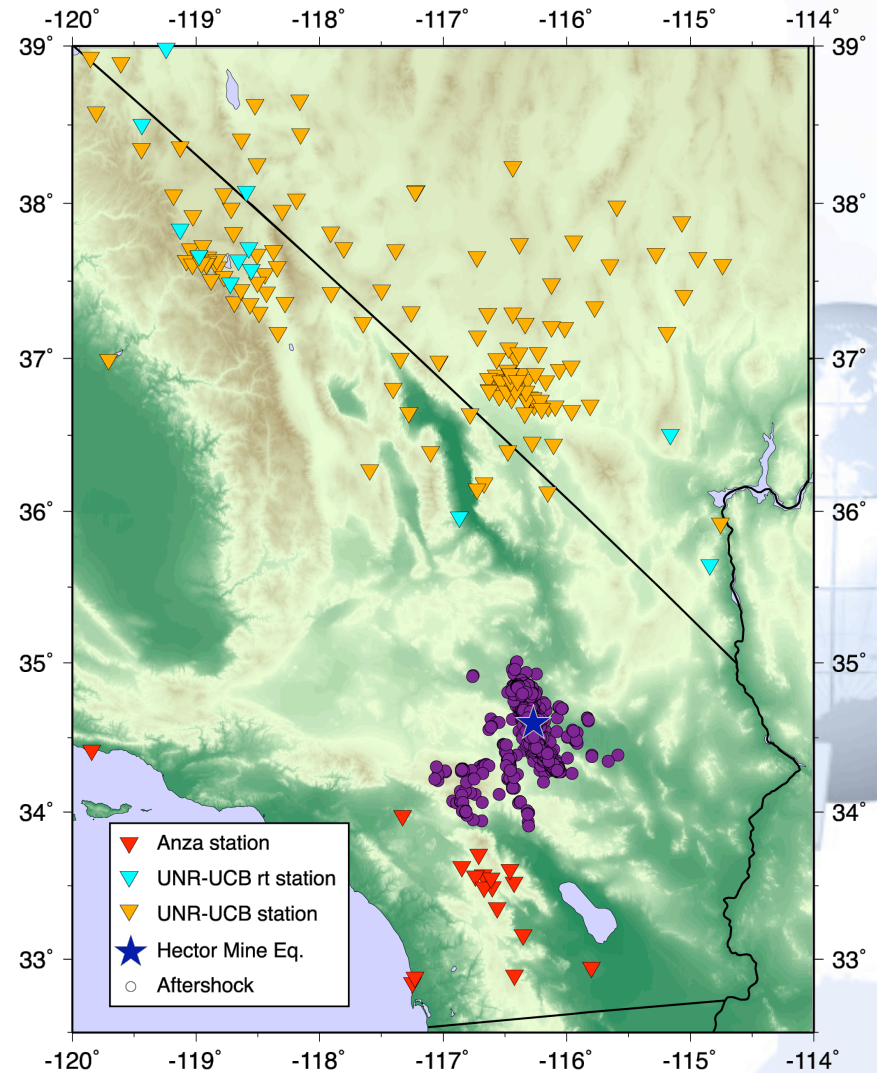 -120° -119° -118° -117° -116° -115° -114°
39° 39°
38° 38°
37° 37°
36° 36°
35° 35°
34° 34°
Anza station
UNR-UCB rt station
UNR-UCB station
Hector Mine Eq.
Aftershock
33° 33°
-120° -119° -118° -117° -116° -115° -114°